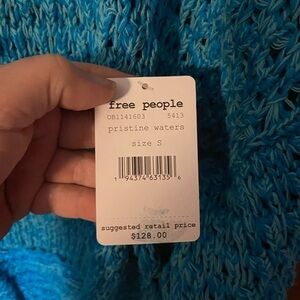 free people
OB1141603 5413
pristine waters
size S
1 94374 63135 6
suggested retail price
$128.00